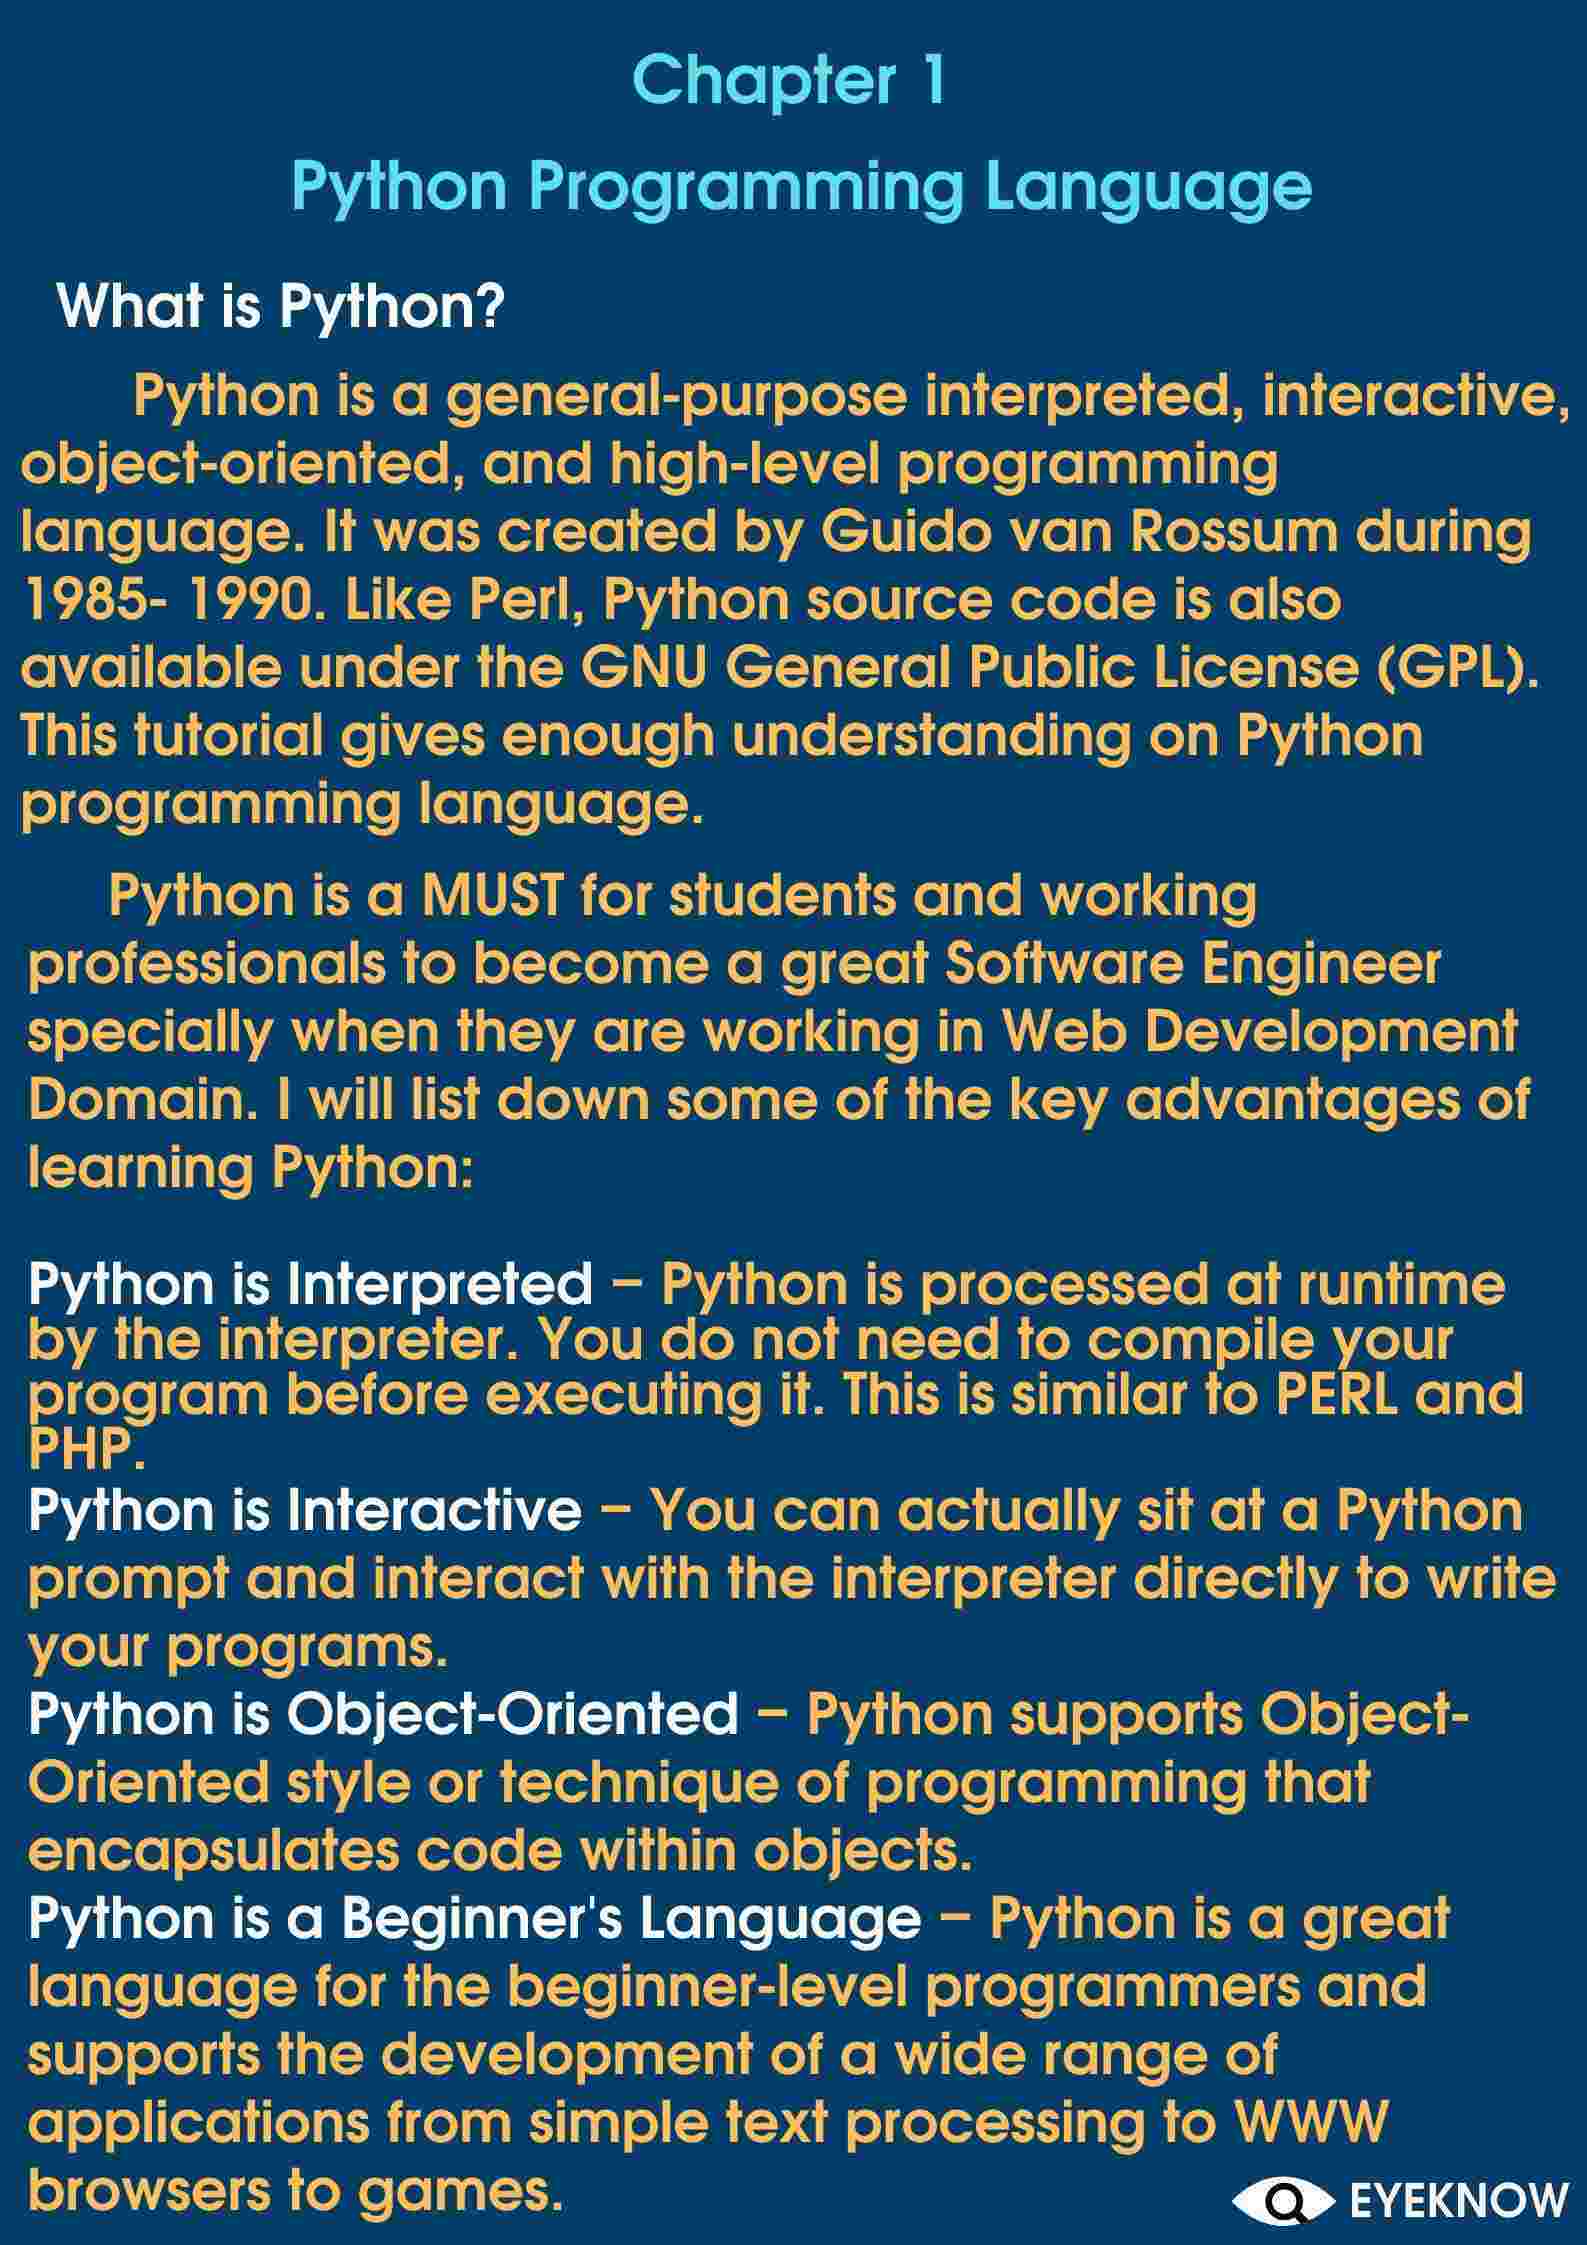 Chapter 1
Python Programming Language
What is Python?
Python is a general-purpose interpreted, interactive,
object-oriented, and high-level programming
language. It was created by Guido van Rossum during
1985- 1990. Like Perl, Python source code is also
available under the GNU General Public License (GPL).
This tutorial gives enough understanding on Python
programming language.
Python is a MUST for students and working
professionals to become a great Software Engineer
specially when they are working in Web Development
Domain. I will list down some of the key advantages of
learning Python:
Python is Interpreted – Python is processed at runtime
by the interpreter. You do not need to compile your
program before executing it. This is similar to PERL and
PHP.
Python is Interactive – You can actually sit at a Python
prompt and interact with the interpreter directly to write
your programs.
Python is Object-Oriented – Python supports Object-
Oriented style or technique of programming that
encapsulates code within objects.
Python is a Beginner's Language – Python is a great
language for the beginner-level programmers and
supports the development of a wide range of
applications from simple text processing to WWW
browsers to games.
EYEKNOW